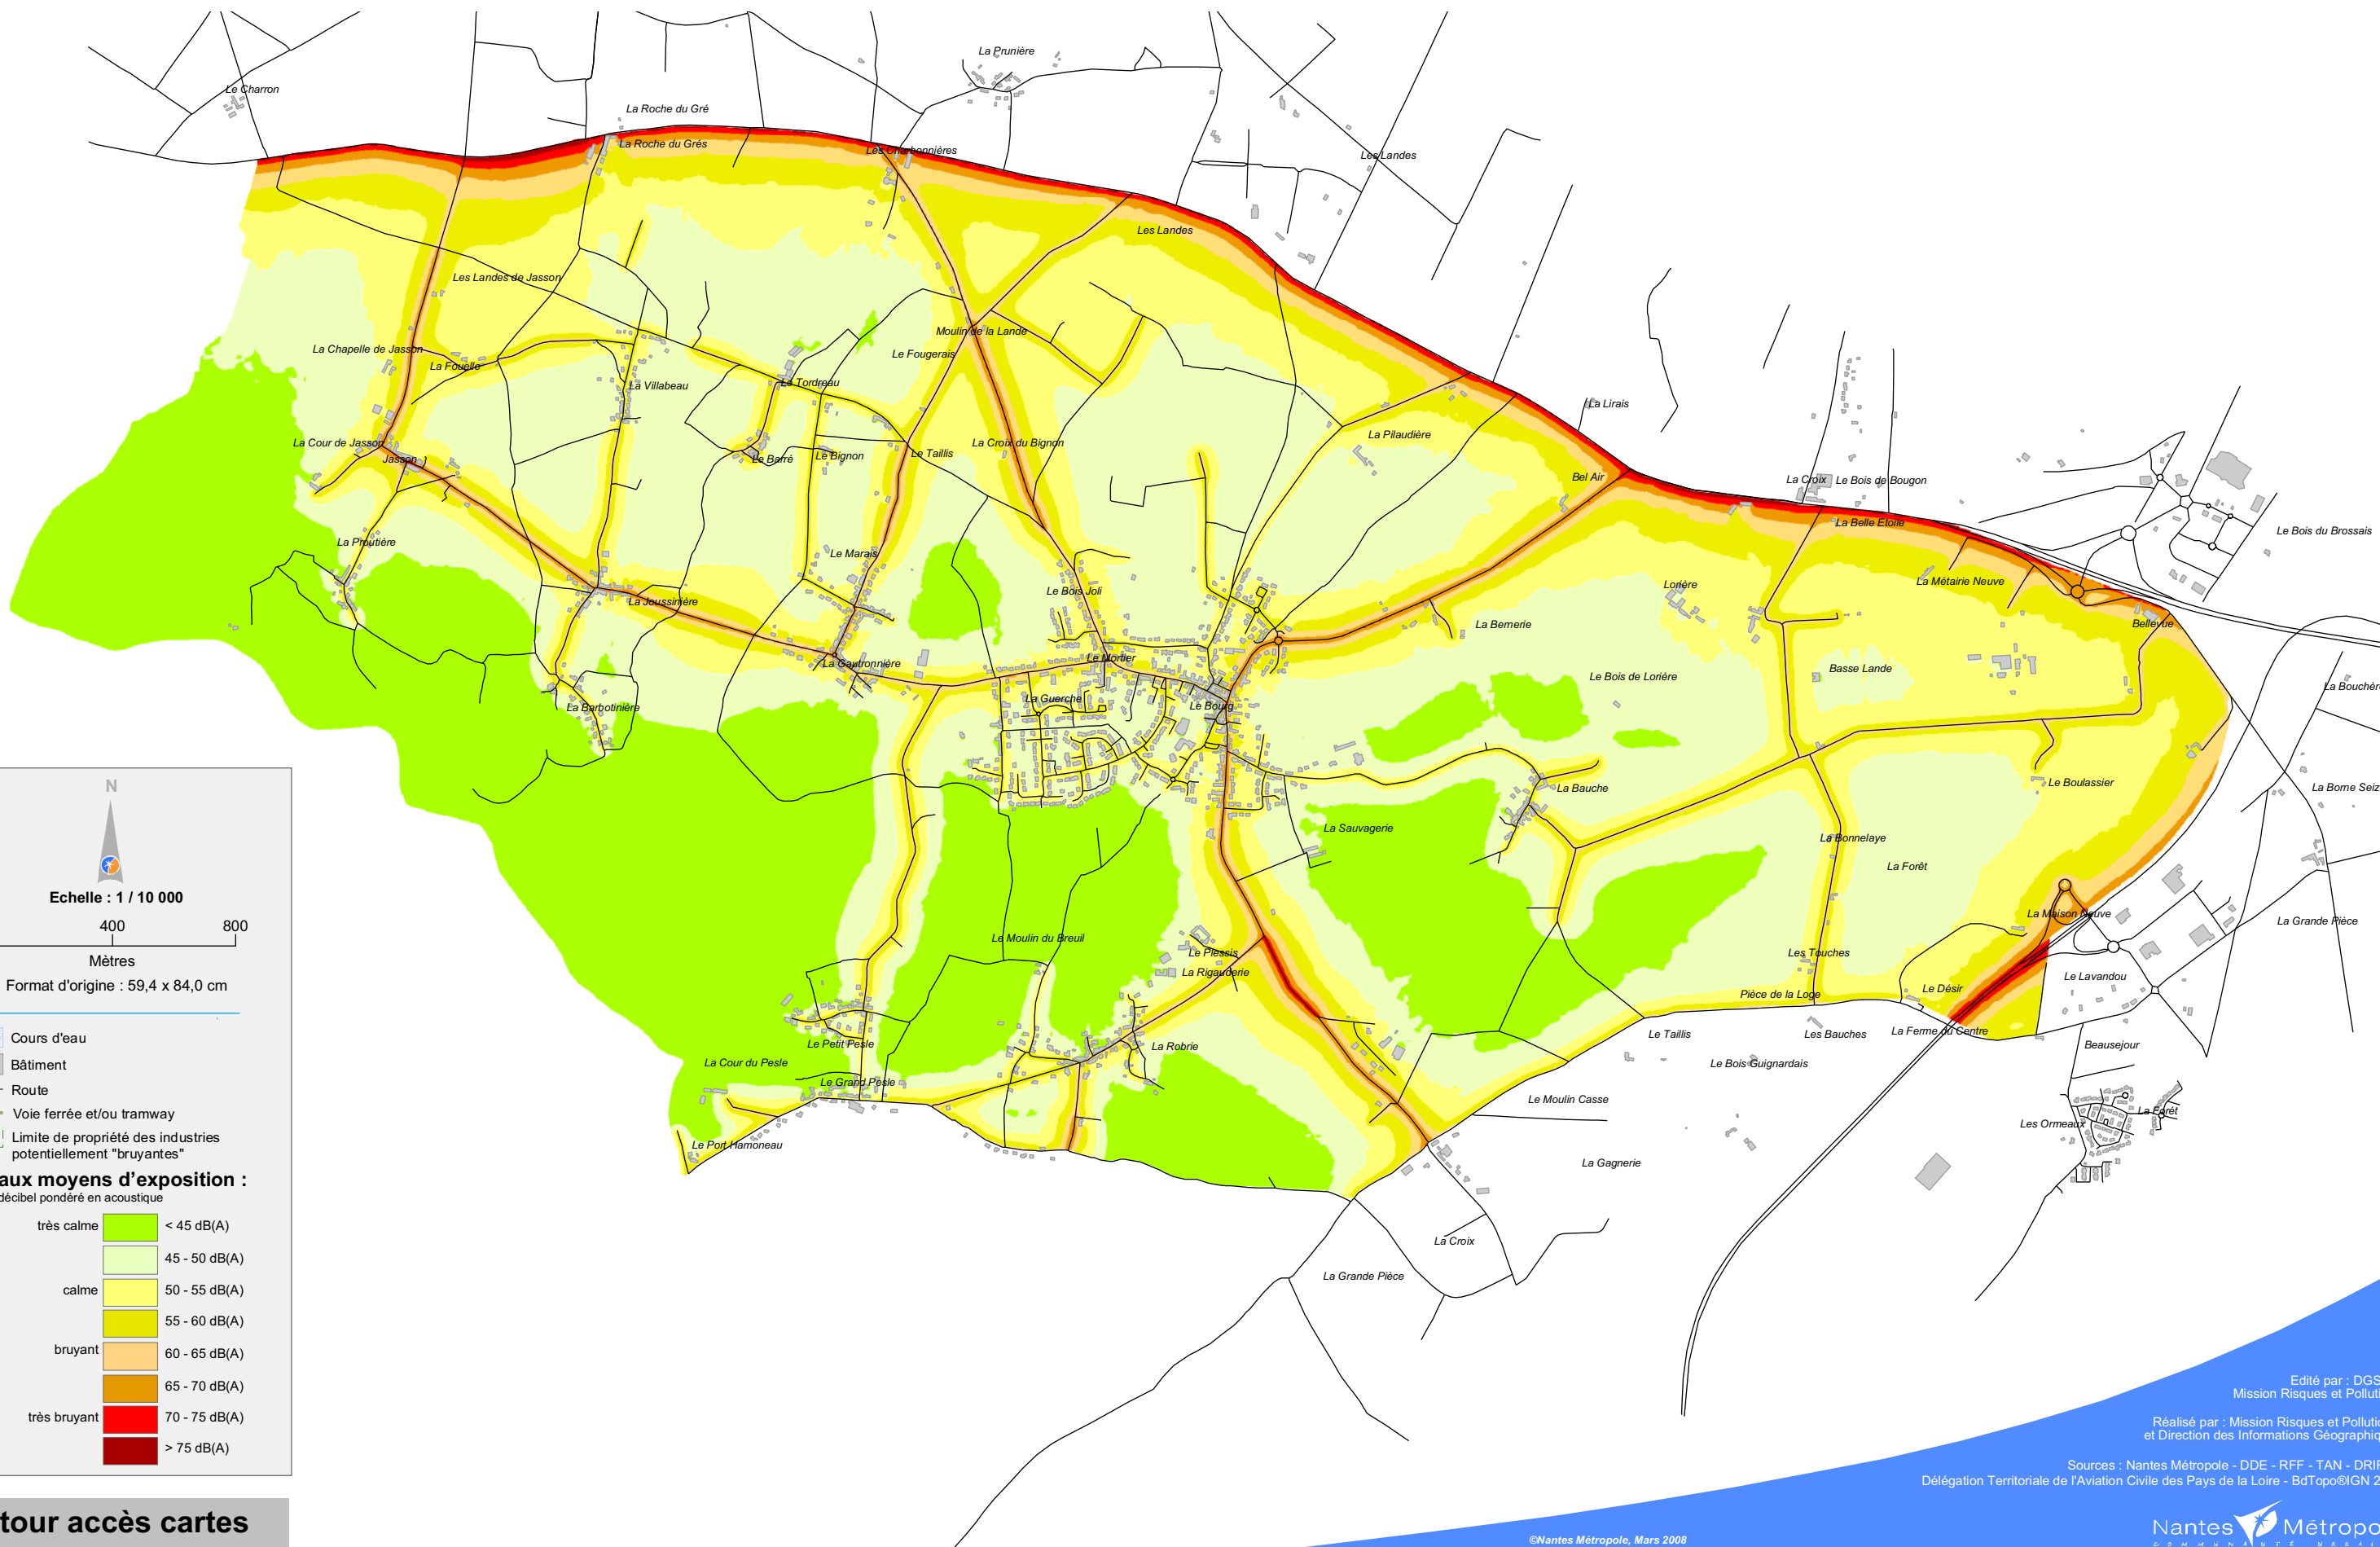 La Prunière
Le Charron
La Roche du Gré
La Roche du Grés
Les Charbonnières
Les Landes
Les Landes
Les Landes de Jasson
Moulin de la Lande
La Chapelle de Jasson
Le Fougerais
La Fouelle
La Villabeau
La Tordreau
La Lirais
La Pilaudière
La Cour de Jasson
La Croix du Bignon
Jasson
Le Barré
Le Bignon
Le Taillis
Bel Air
La Croix
Le Bois de Bougon
La Belle Etoile
Le Bois du Brossais
La Proutière
Le Marais
La Métairie Neuve
Lorière
Le Bois Joli
La Joussinière
La Bernerie
Bellevue
La Gautronnière
Le Mortier
Basse Lande
Le Bois de Lorière
La Bouchèr
La Guerche
Le Bourg
La Barbotinière
Le Boulassier
La Bauche
La Borne Seiz
La Sauvagerie
La Bonnelaye
La Forêt
La Maison Neuve
La Grande Pièce
Le Moulin du Breuil
Le Plessis
Les Touches
La Rigauderie
Le Lavandou
Le Désir
Pièce de la Loge
Le Taillis
Les Bauches
La Ferme du Centre
Le Petit Pesle
La Robrie
Beausejour
La Cour du Pesle
Le Bois Guignardais
Le Grand Pesle
Le Moulin Casse
La Forêt
Les Ormeaux
Le Port Hamoneau
La Gagnerie
La Croix
La Grande Pièce
N
Echelle : 1 / 10 000
400 800
Mètres
Format d'origine : 59,4 x 84,0 cm
Cours d'eau
Bâtiment
Route
Voie ferrée et/ou tramway
Limite de propriété des industries
potentiellement "bruyantes"
aux moyens d'exposition :
décibel pondéré en acoustique
très calme < 45 dB(A)
45 - 50 dB(A)
calme 50 - 55 dB(A)
55 - 60 dB(A)
bruyant 60 - 65 dB(A)
65 - 70 dB(A)
très bruyant 70 - 75 dB(A)
> 75 dB(A)
tour accès cartes
Edité par : DGS
Mission Risques et Polluti
Réalisé par : Mission Risques et Pollutio
et Direction des Informations Géographiq
Sources : Nantes Métropole - DDE - RFF - TAN - DRI
Délégation Territoriale de l'Aviation Civile des Pays de la Loire - BdTopo®IGN 2
©Nantes Métropole, Mars 2008
Nantes Métropo
COMMUNAUTÉ URBAI